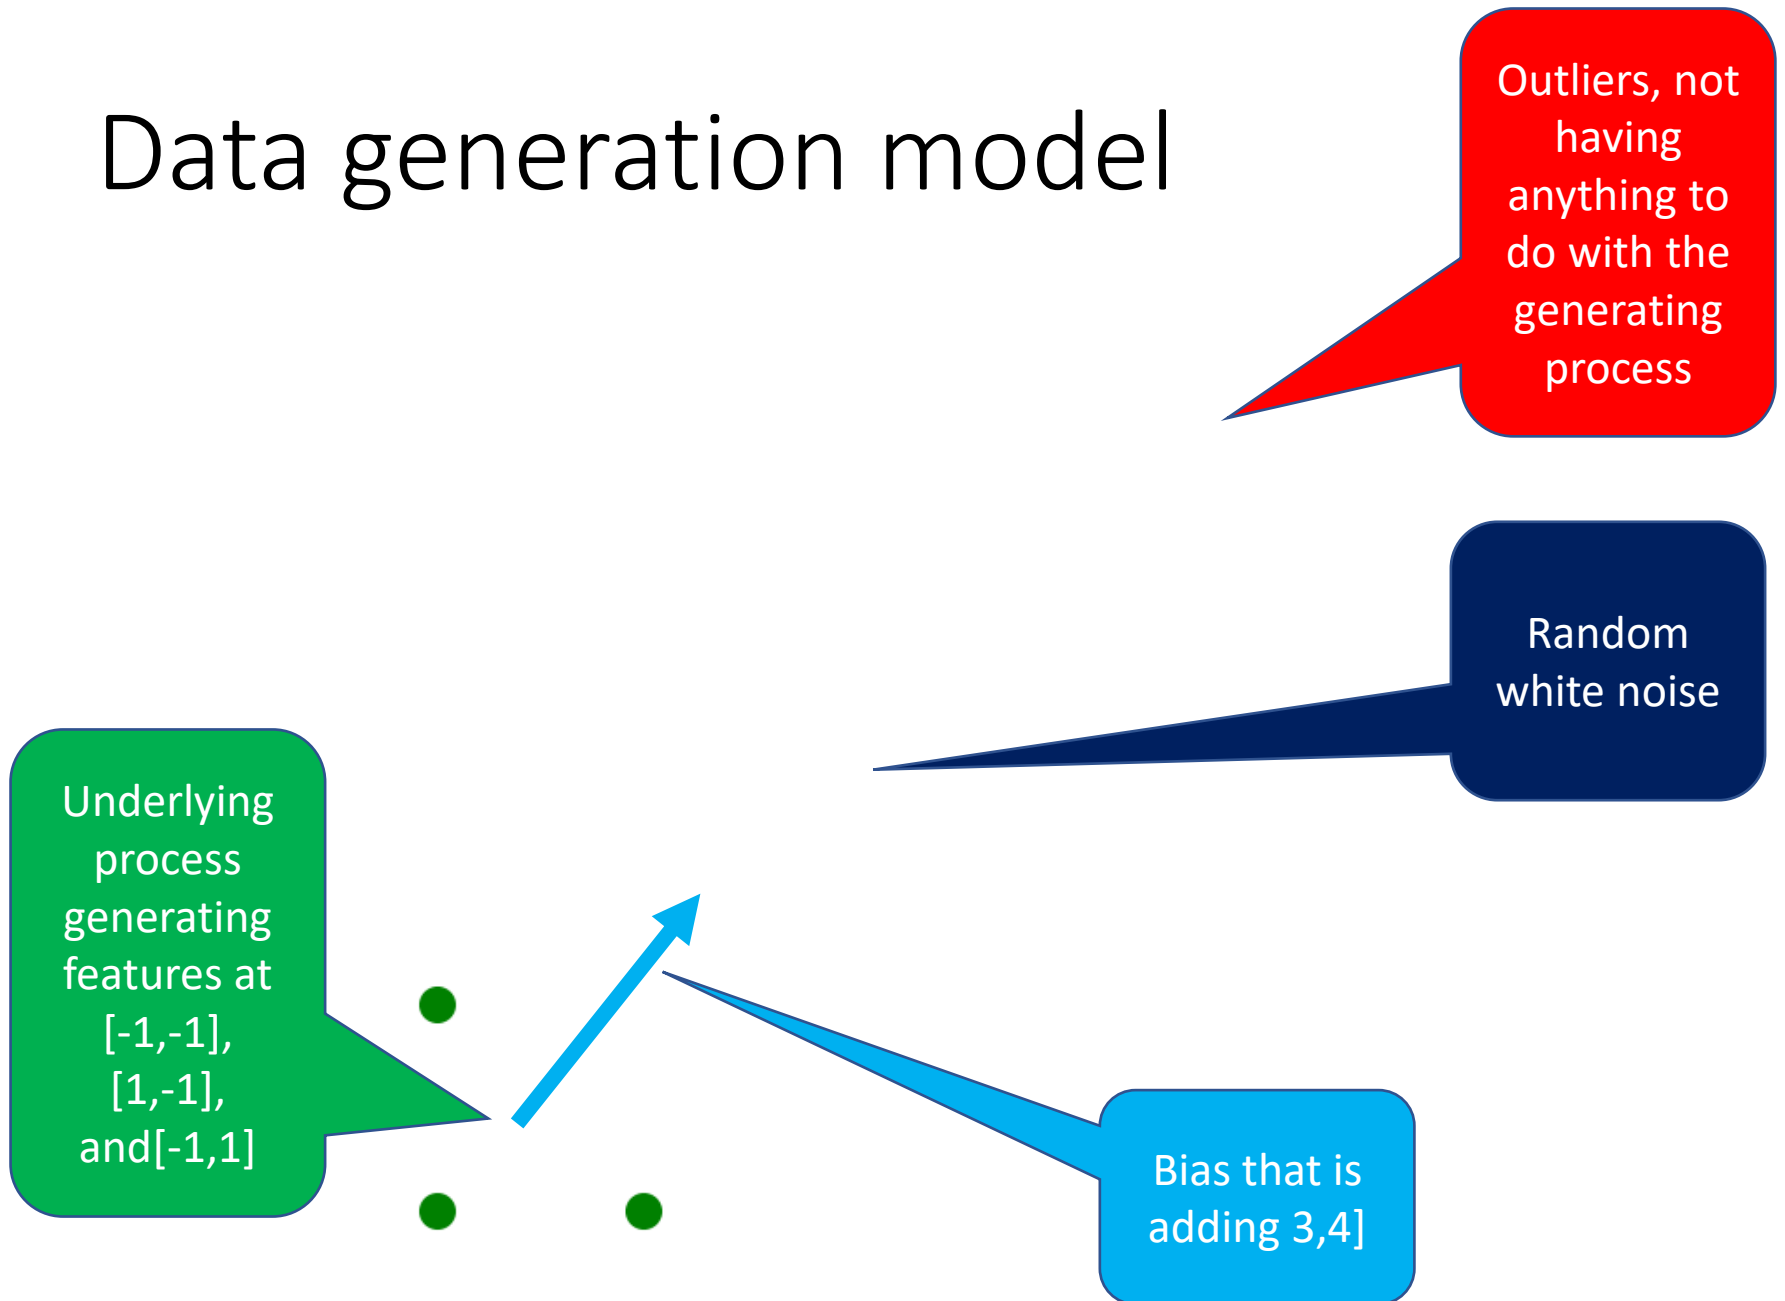 Data generation model
Outliers, not
having
anything to
do with the
generating
process
Random
white noise
Underlying
process
generating
features at
[-1,-1],
[1,-1],
and[-1,1]
Bias that is
adding 3,4]